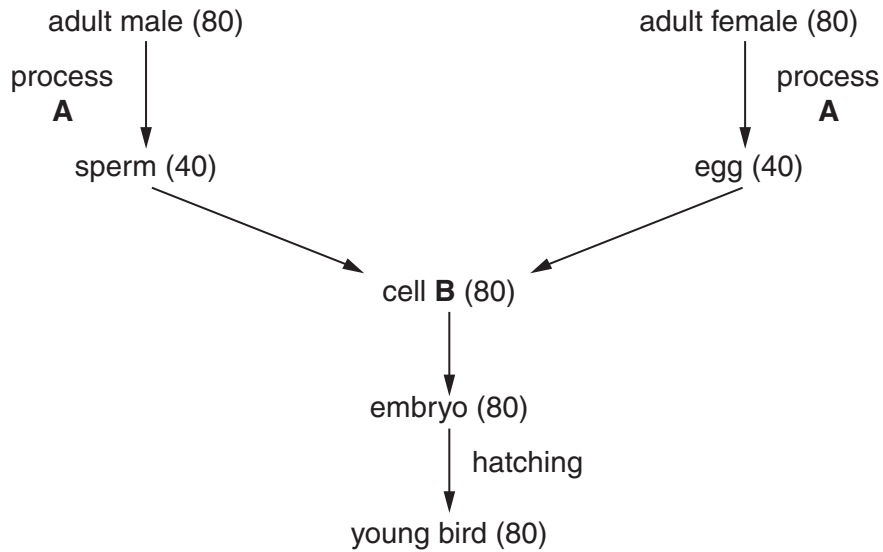 adult male (80)
adult female (80)
process
A
process
A
sperm (40)
egg (40)
cell B (80)
embryo (80)
hatching
young bird (80)